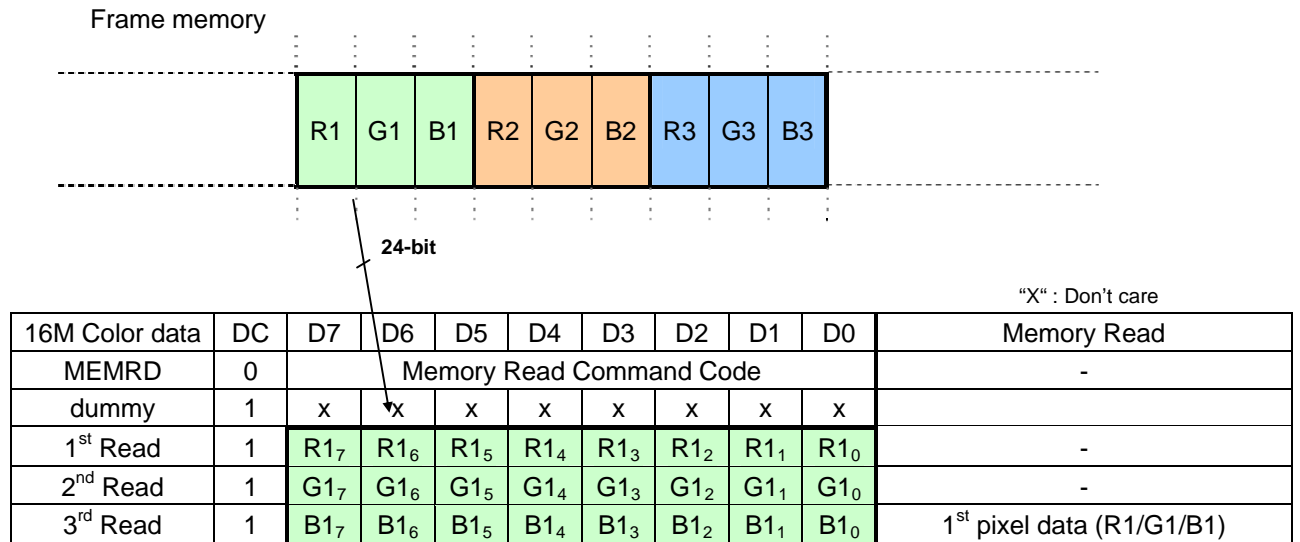 Frame memory
R1 G1 B1 R2 G2 B2 R3 G3 B3
24-bit
“X“ : Don’t care
16M Color data DC D7 D6 D5 D4 D3 D2 D1 D0 Memory Read
MEMRD 0 Memory Read Command Code -
dummy 1 x x x x x x x x
1st Read 1 R1₇ R1₆ R1₅ R1₄ R1₃ R1₂ R1₁ R1₀ -
2nd Read 1 G1₇ G1₆ G1₅ G1₄ G1₃ G1₂ G1₁ G1₀ -
3rd Read 1 B1₇ B1₆ B1₅ B1₄ B1₃ B1₂ B1₁ B1₀ 1st pixel data (R1/G1/B1)